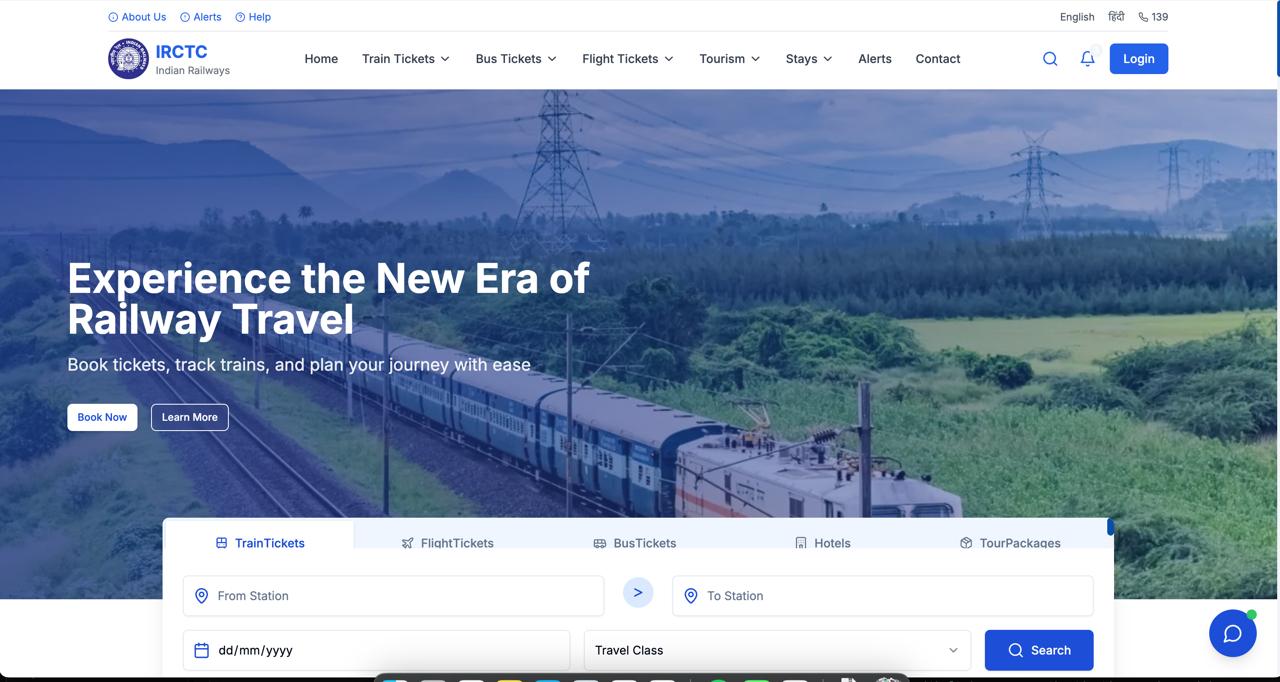 About Us
Alerts
Help
English
हिंदी
139
IRCTC
Indian Railways
Home
Train Tickets
Bus Tickets
Flight Tickets
Tourism
Stays
Alerts
Contact
Login
Experience the New Era of
Railway Travel
Book tickets, track trains, and plan your journey with ease
Book Now
Learn More
TrainTickets
FlightTickets
BusTickets
Hotels
TourPackages
From Station
>
To Station
dd/mm/yyyy
Travel Class
Search